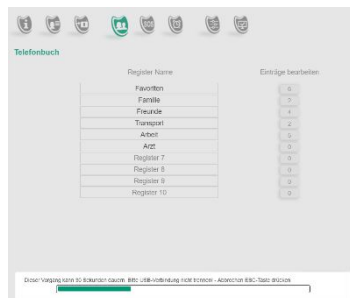 Telefonbuch
Register Name Einträge bearbeiten
Favoriten
Familie
Freunde
Transport
Arbeit
Arzt
Register 7
Register 8
Register 9
Register 10
Dieser Vorgang kann 30 Sekunden dauern. Bitte USB-Verbindung nicht trennen - Abbrechen ESC-Taste drücken